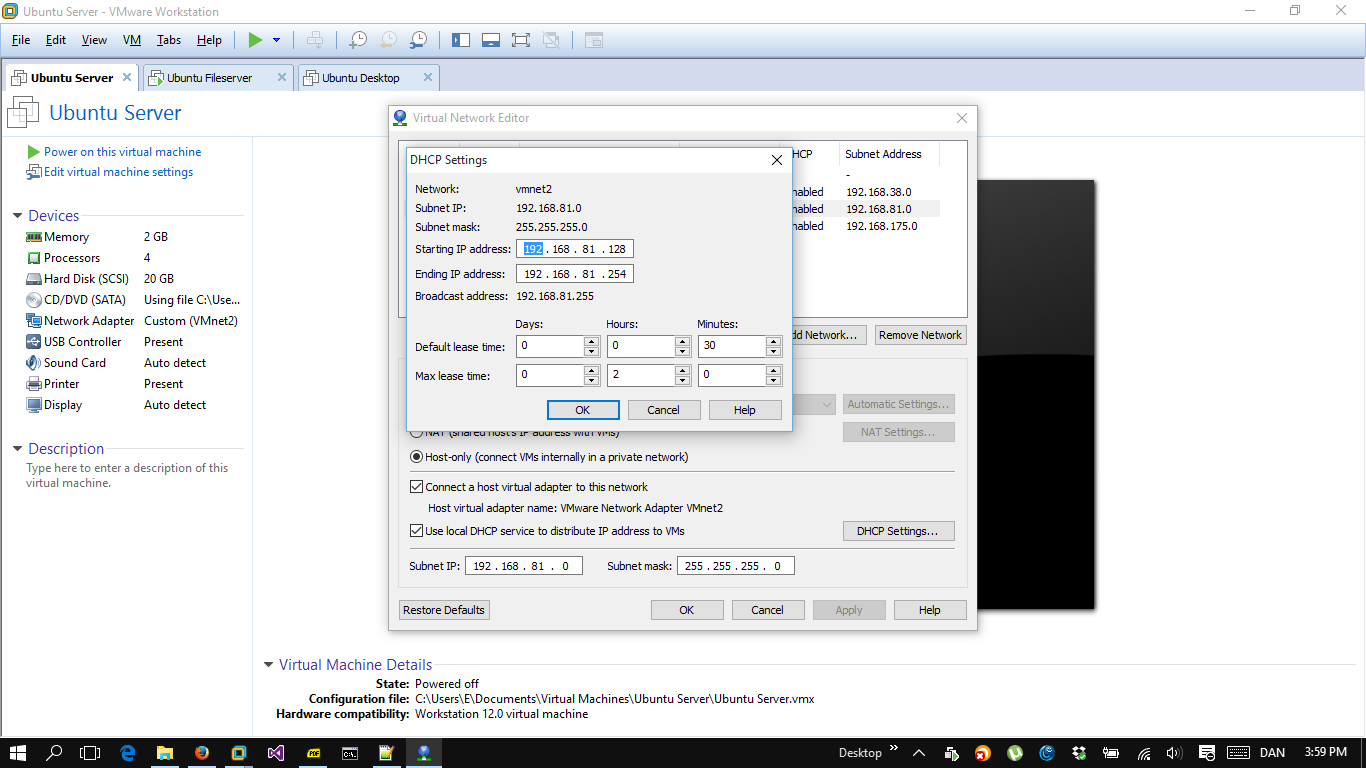 Ubuntu Server - VMware Workstation
File Edit View VM Tabs Help
Ubuntu Server Ubuntu Fileserver Ubuntu Desktop
Ubuntu Server
Power on this virtual machine
Edit virtual machine settings
Devices
Memory 2 GB
Processors 4
Hard Disk (SCSI) 20 GB
CD/DVD (SATA) Using file C:\Use...
Network Adapter Custom (VMnet2)
USB Controller Present
Sound Card Auto detect
Printer Present
Display Auto detect
Description
Type here to enter a description of this
virtual machine.
Virtual Network Editor
HCP Subnet Address
-
nabled 192.168.38.0
nabled 192.168.81.0
nabled 192.168.175.0
DHCP Settings
Network: vmnet2
Subnet IP: 192.168.81.0
Subnet mask: 255.255.255.0
Starting IP address: 192 . 168 . 81 . 128
Ending IP address: 192 . 168 . 81 . 254
Broadcast address: 192.168.81.255
Days: Hours: Minutes:
Default lease time: 0 0 30
Max lease time: 0 2 0
OK Cancel Help
dd Network... Remove Network
Automatic Settings...
NAT (shared host's IP address with VMs) NAT Settings...
Host-only (connect VMs internally in a private network)
Connect a host virtual adapter to this network
Host virtual adapter name: VMware Network Adapter VMnet2
Use local DHCP service to distribute IP address to VMs DHCP Settings...
Subnet IP: 192 . 168 . 81 . 0 Subnet mask: 255 . 255 . 255 . 0
Restore Defaults OK Cancel Apply Help
Virtual Machine Details
State: Powered off
Configuration file: C:\Users\E\Documents\Virtual Machines\Ubuntu Server\Ubuntu Server.vmx
Hardware compatibility: Workstation 12.0 virtual machine
PDF C:\. Desktop » DAN 3:59 PM